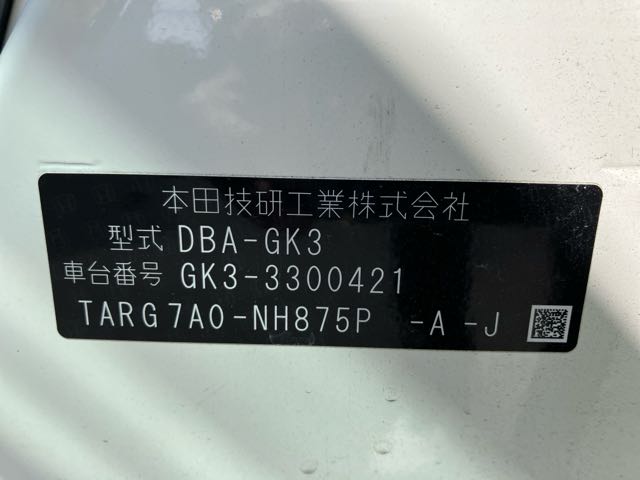 本田技研工業株式会社
型式 DBA-GK3
車台番号 GK3-3300421
TARG7A0-NH875P -A-J